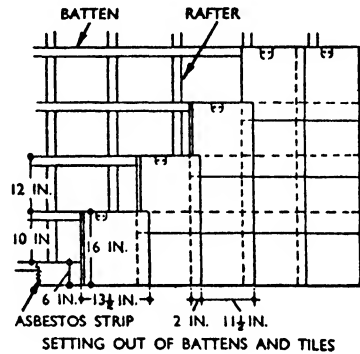 BATTEN RAFTER
12 IN.
10 IN
16 IN.
6 IN. 13½ IN. 2 IN. 11½ IN.
ASBESTOS STRIP
SETTING OUT OF BATTENS AND TILES